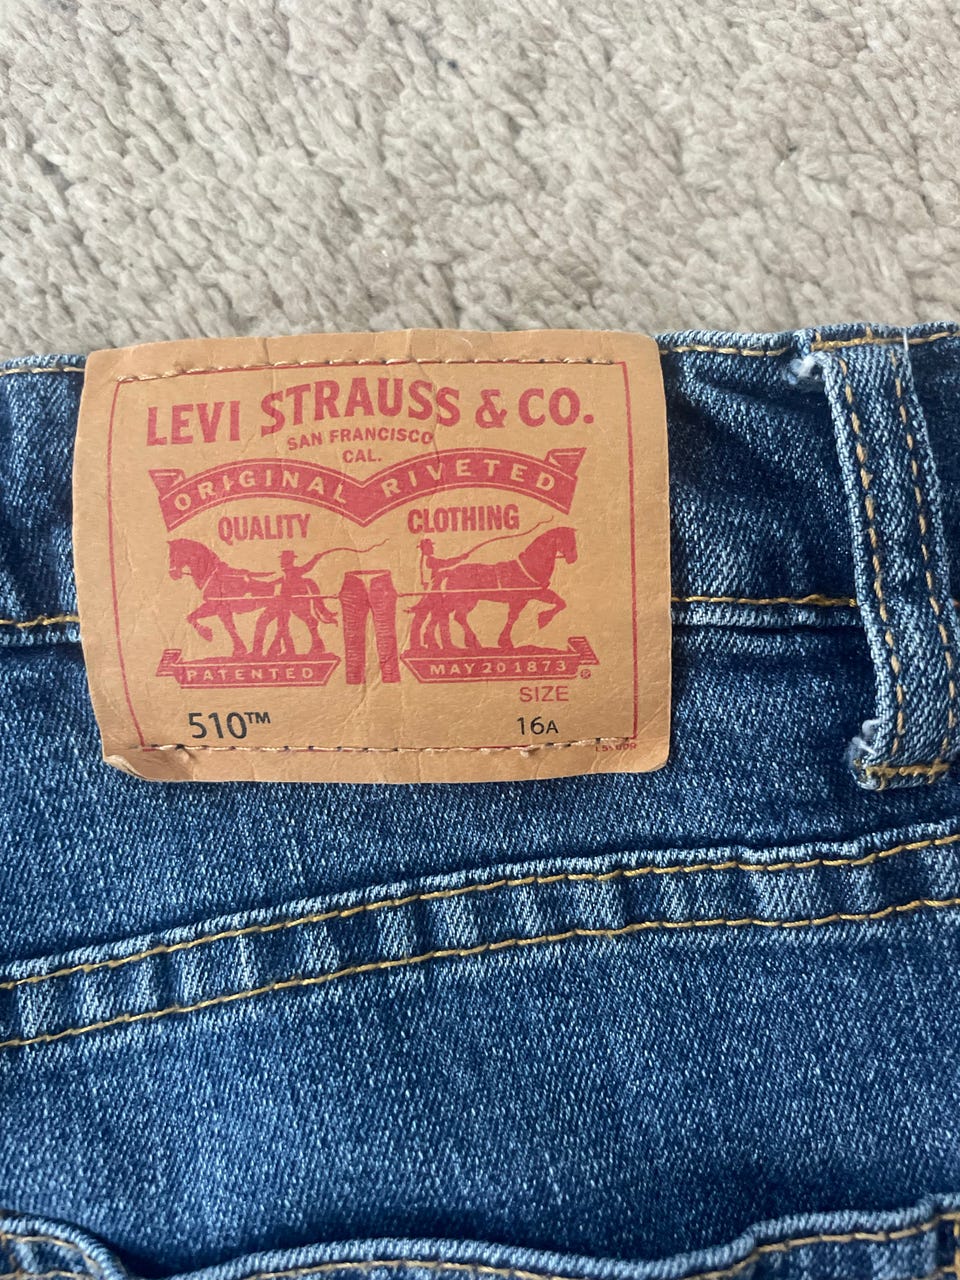 LEVI STRAUSS & CO.
SAN FRANCISCO
CAL.
ORIGINAL RIVETED
QUALITY CLOTHING
PATENTED MAY 20 1873 ®
SIZE
510™ 16A